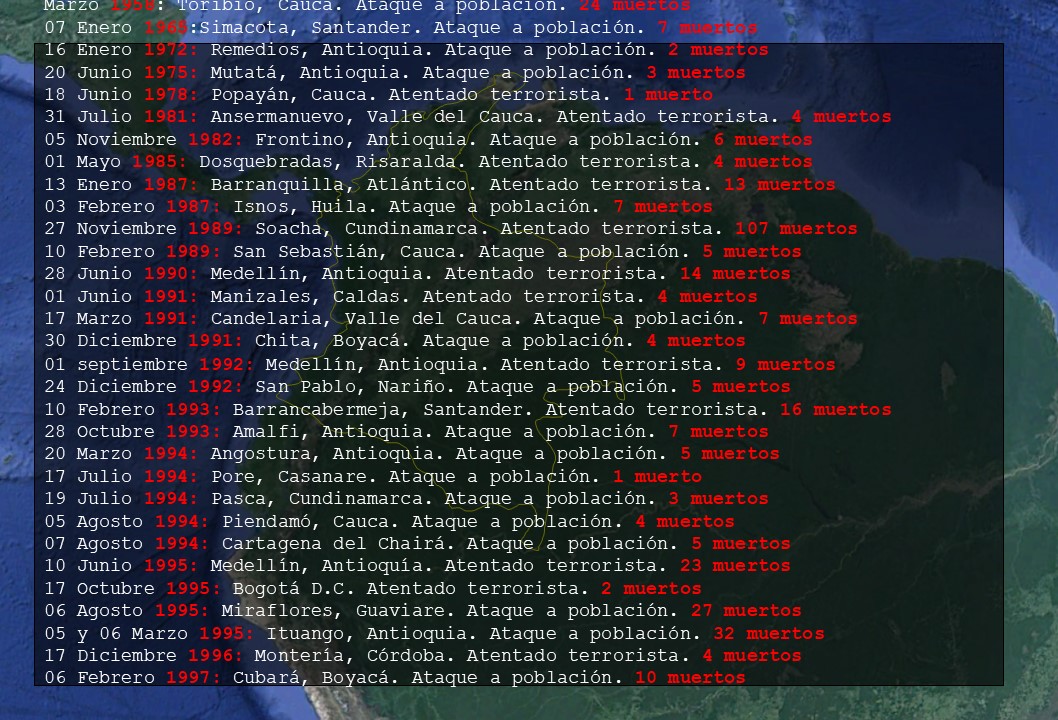 Marzo 1958: Toribío, Cauca. Ataque a población. 24 muertos
07 Enero 1965:Simacota, Santander. Ataque a población. 7 muertos
16 Enero 1972: Remedios, Antioquia. Ataque a población. 2 muertos
20 Junio 1975: Mutatá, Antioquia. Ataque a población. 3 muertos
18 Junio 1978: Popayán, Cauca. Atentado terrorista. 1 muerto
31 Julio 1981: Ansermanuevo, Valle del Cauca. Atentado terrorista. 4 muertos
05 Noviembre 1982: Frontino, Antioquia. Ataque a población. 6 muertos
01 Mayo 1985: Dosquebradas, Risaralda. Atentado terrorista. 4 muertos
13 Enero 1987: Barranquilla, Atlántico. Atentado terrorista. 13 muertos
03 Febrero 1987: Isnos, Huila. Ataque a población. 7 muertos
27 Noviembre 1989: Soacha, Cundinamarca. Atentado terrorista. 107 muertos
10 Febrero 1989: San Sebastián, Cauca. Ataque a población. 5 muertos
28 Junio 1990: Medellín, Antioquia. Atentado terrorista. 14 muertos
01 Junio 1991: Manizales, Caldas. Atentado terrorista. 4 muertos
17 Marzo 1991: Candelaria, Valle del Cauca. Ataque a población. 7 muertos
30 Diciembre 1991: Chita, Boyacá. Ataque a población. 4 muertos
01 septiembre 1992: Medellín, Antioquia. Atentado terrorista. 9 muertos
24 Diciembre 1992: San Pablo, Nariño. Ataque a población. 5 muertos
10 Febrero 1993: Barrancabermeja, Santander. Atentado terrorista. 16 muertos
28 Octubre 1993: Amalfi, Antioquia. Ataque a población. 7 muertos
20 Marzo 1994: Angostura, Antioquia. Ataque a población. 5 muertos
17 Julio 1994: Pore, Casanare. Ataque a población. 1 muerto
19 Julio 1994: Pasca, Cundinamarca. Ataque a población. 3 muertos
05 Agosto 1994: Piendamó, Cauca. Ataque a población. 4 muertos
07 Agosto 1994: Cartagena del Chairá. Ataque a población. 5 muertos
10 Junio 1995: Medellín, Antioquía. Atentado terrorista. 23 muertos
17 Octubre 1995: Bogotá D.C. Atentado terrorista. 2 muertos
06 Agosto 1995: Miraflores, Guaviare. Ataque a población. 27 muertos
05 y 06 Marzo 1995: Ituango, Antioquia. Ataque a población. 32 muertos
17 Diciembre 1996: Montería, Córdoba. Atentado terrorista. 4 muertos
06 Febrero 1997: Cubará, Boyacá. Ataque a población. 10 muertos